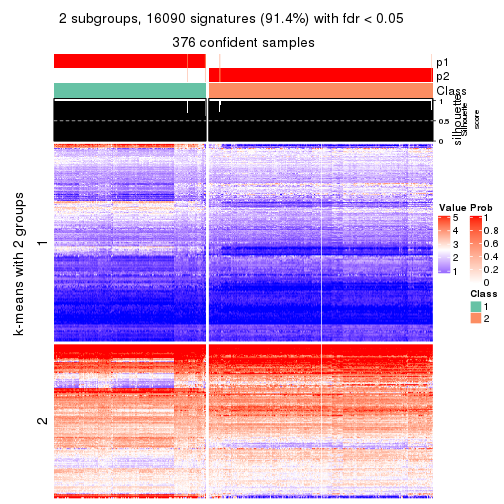 2 subgroups, 16090 signatures (91.4%) with fdr < 0.05
376 confident samples
p1
p2
Class
1
0.5
0
silhouette
Silhouette
score
k-means with 2 groups
1
2
Value
5
4
3
2
1
Prob
1
0.8
0.6
0.4
0.2
0
Class
1
2